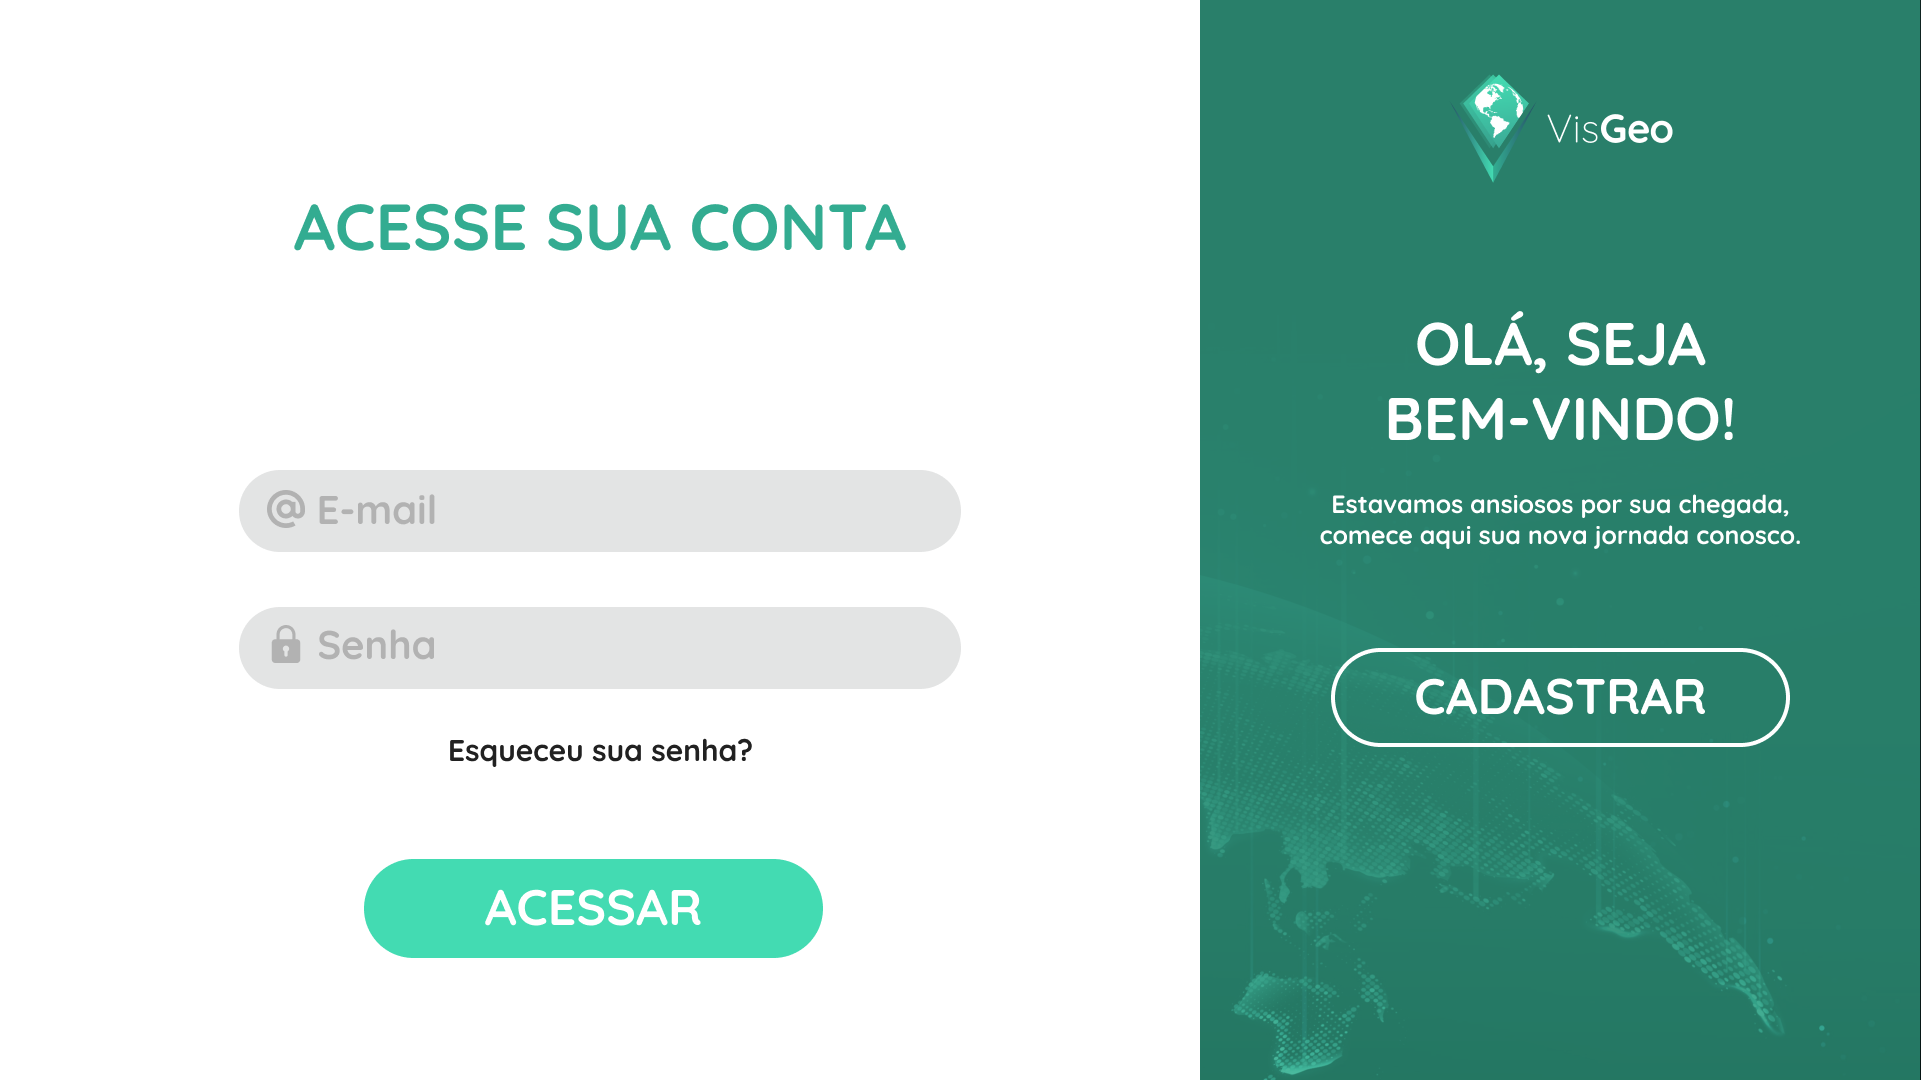 ACESSE SUA CONTA
@ E-mail
Senha
Esqueceu sua senha?
ACESSAR
VisGeo
OLÁ, SEJA
BEM-VINDO!
Estavamos ansiosos por sua chegada,
comece aqui sua nova jornada conosco.
CADASTRAR